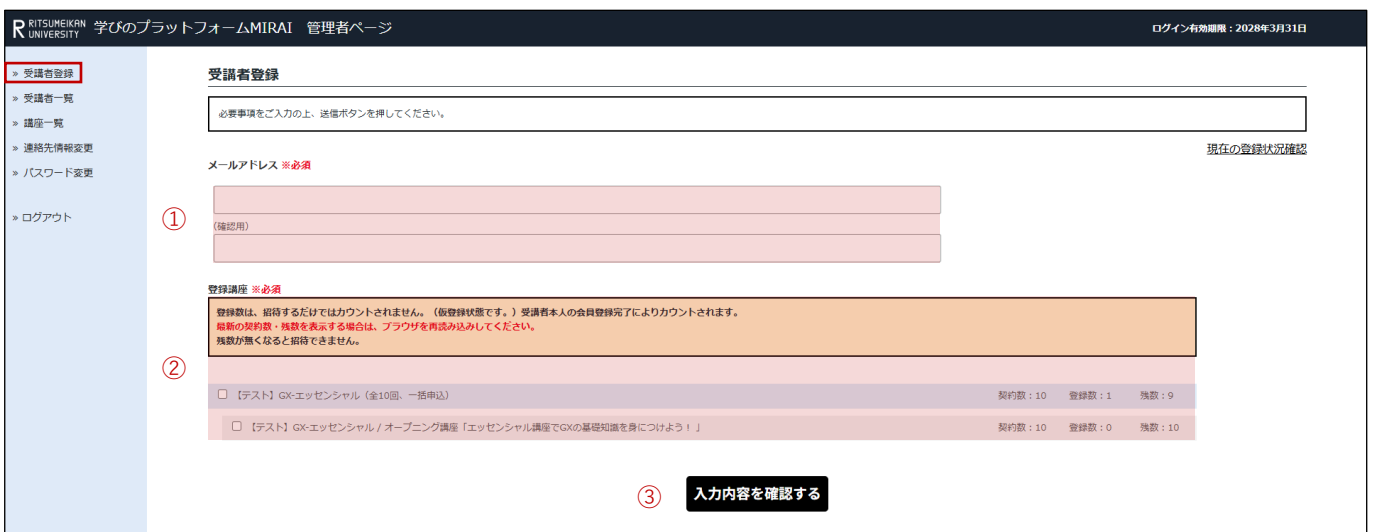 RITSUMEIKAN UNIVERSITY 学びのプラットフォームMIRAI 管理者ページ
ログイン有効期限：2028年3月31日
» 受講者登録
» 受講者一覧
» 講座一覧
» 連絡先情報変更
» パスワード変更
» ログアウト
受講者登録
必要事項をご入力の上、送信ボタンを押してください。
現在の登録状況確認
メールアドレス ※必須
①
(確認用)
登録講座 ※必須
登録数は、招待するだけではカウントされません。（仮登録状態です。）受講者本人の会員登録完了によりカウントされます。
最新の契約数・残数を表示する場合は、ブラウザを再読み込みしてください。
残数が無くなると招待できません。
②
【テスト】GX-エッセンシャル（全10回、一括申込） 契約数：10 登録数：1 残数：9
【テスト】GX-エッセンシャル / オープニング講座「エッセンシャル講座でGXの基礎知識を身につけよう！」 契約数：10 登録数：0 残数：10
③ 入力内容を確認する